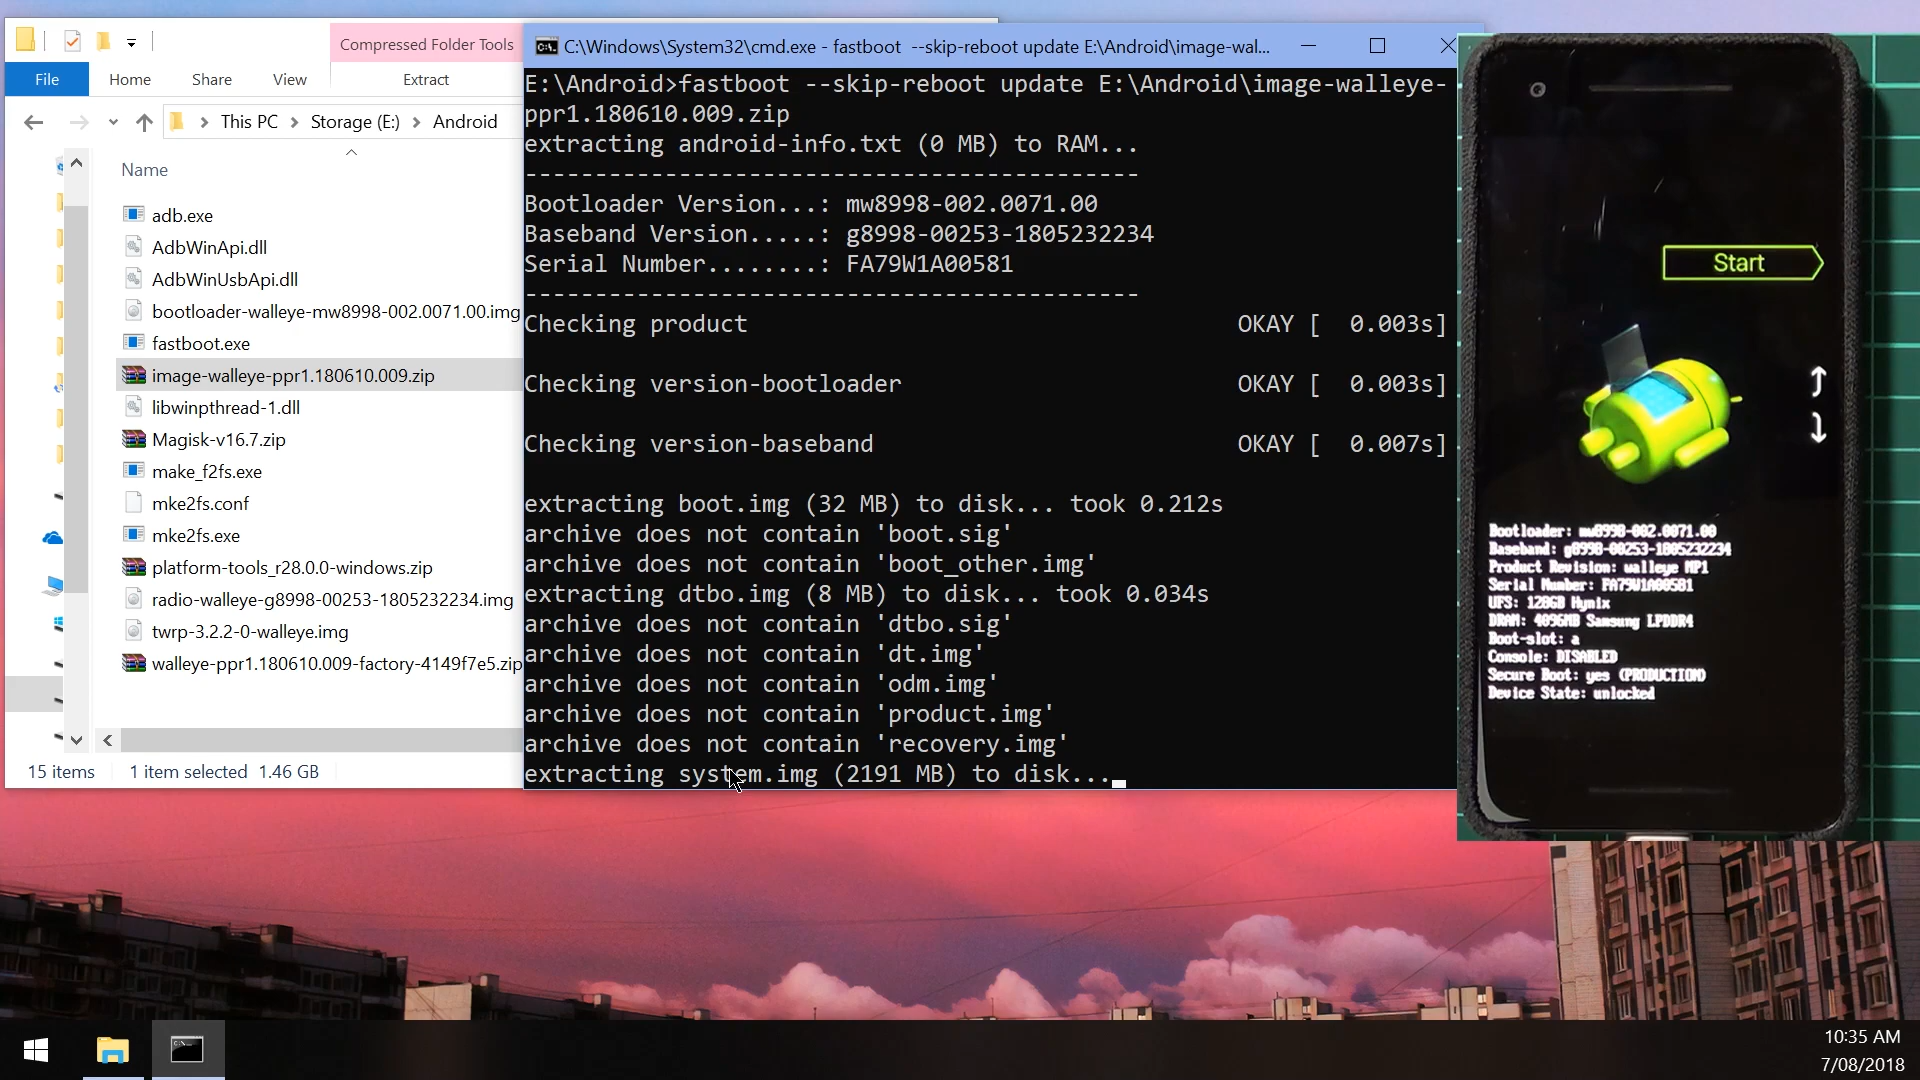 Compressed Folder Tools
File
Home
Share
View
Extract
This PC
Storage (E:)
Android
Name
adb.exe
AdbWinApi.dll
AdbWinUsbApi.dll
bootloader-walleye-mw8998-002.0071.00.img
fastboot.exe
image-walleye-ppr1.180610.009.zip
libwinpthread-1.dll
Magisk-v16.7.zip
make_f2fs.exe
mke2fs.conf
mke2fs.exe
platform-tools_r28.0.0-windows.zip
radio-walleye-g8998-00253-1805232234.img
twrp-3.2.2-0-walleye.img
walleye-ppr1.180610.009-factory-4149f7e5.zip
15 items
1 item selected 1.46 GB
C:\Windows\System32\cmd.exe - fastboot --skip-reboot update E:\Android\image-wal...
E:\Android>fastboot --skip-reboot update E:\Android\image-walleye-
ppr1.180610.009.zip
extracting android-info.txt (0 MB) to RAM...
--------------------------------------------
Bootloader Version...: mw8998-002.0071.00
Baseband Version.....: g8998-00253-1805232234
Serial Number........: FA79W1A00581
--------------------------------------------
Checking product OKAY [ 0.003s]
Checking version-bootloader OKAY [ 0.003s]
Checking version-baseband OKAY [ 0.007s]
extracting boot.img (32 MB) to disk... took 0.212s
archive does not contain 'boot.sig'
archive does not contain 'boot_other.img'
extracting dtbo.img (8 MB) to disk... took 0.034s
archive does not contain 'dtbo.sig'
archive does not contain 'dt.img'
archive does not contain 'odm.img'
archive does not contain 'product.img'
archive does not contain 'recovery.img'
extracting system.img (2191 MB) to disk...
Start
Bootloader: mw8998-002.0071.00
Baseband: g8998-00253-1805232234
Product Revision: walleye MP1
Serial Number: FA79W1A00581
UFS: 128GB Hynix
DRAM: 4096MB Samsung LPDDR4
Boot-slot: a
Console: DISABLED
Secure Boot: yes (PRODUCTION)
Device State: unlocked
10:35 AM
7/08/2018